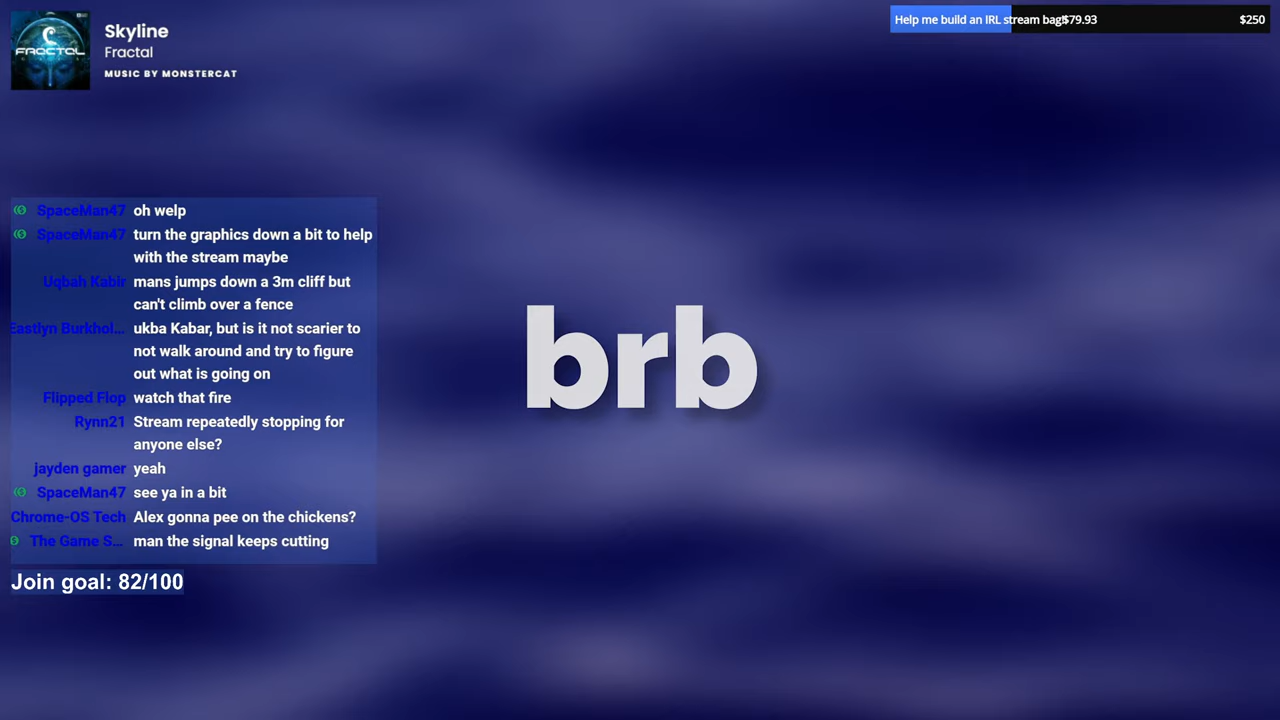 Skyline
Fractal
MUSIC BY MONSTERCAT
FRACTAL
Help me build an IRL stream bag!
$79.93
$250
SpaceMan47 oh welp
SpaceMan47 turn the graphics down a bit to help
with the stream maybe
Uqbah Kabir mans jumps down a 3m cliff but
can't climb over a fence
Eastlyn Burkhol... ukba Kabar, but is it not scarier to
not walk around and try to figure
out what is going on
Flipped Flop watch that fire
Rynn21 Stream repeatedly stopping for
anyone else?
jayden gamer yeah
SpaceMan47 see ya in a bit
Chrome-OS Tech Alex gonna pee on the chickens?
The Game S... man the signal keeps cutting
Join goal: 82/100
brb